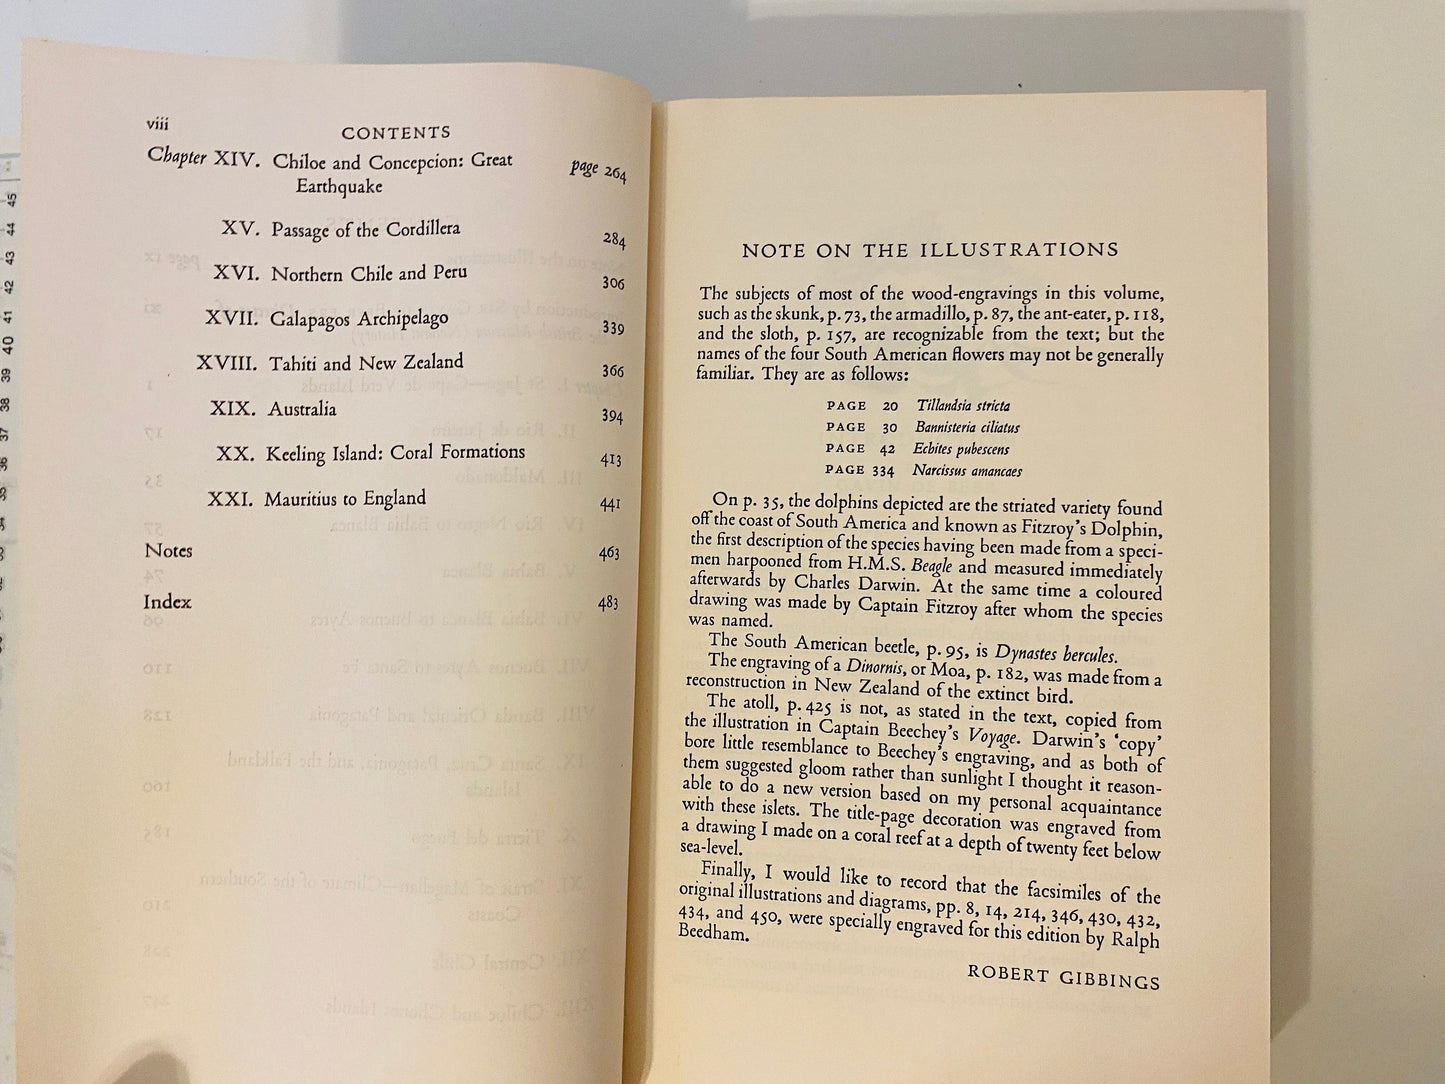 viii
CONTENTS
Chapter XIV. Chiloe and Concepcion: Great Earthquake page 264
XV. Passage of the Cordillera 284
XVI. Northern Chile and Peru 306
XVII. Galapagos Archipelago 339
XVIII. Tahiti and New Zealand 366
XIX. Australia 394
XX. Keeling Island: Coral Formations 413
XXI. Mauritius to England 441
Notes 463
Index 483
NOTE ON THE ILLUSTRATIONS
The subjects of most of the wood-engravings in this volume,
such as the skunk, p. 73, the armadillo, p. 87, the ant-eater, p. 118,
and the sloth, p. 157, are recognizable from the text; but the
names of the four South American flowers may not be generally
familiar. They are as follows:
PAGE 20 Tillandsia stricta
PAGE 30 Bannisteria ciliatus
PAGE 42 Echites pubescens
PAGE 334 Narcissus amancaes
On p. 35, the dolphins depicted are the striated variety found
off the coast of South America and known as Fitzroy's Dolphin,
the first description of the species having been made from a speci-
men harpooned from H.M.S. Beagle and measured immediately
afterwards by Charles Darwin. At the same time a coloured
drawing was made by Captain Fitzroy after whom the species
was named.
The South American beetle, p. 95, is Dynastes hercules.
The engraving of a Dinornis, or Moa, p. 182, was made from a
reconstruction in New Zealand of the extinct bird.
The atoll, p. 425 is not, as stated in the text, copied from
the illustration in Captain Beechey's Voyage. Darwin's 'copy'
bore little resemblance to Beechey's engraving, and as both of
them suggested gloom rather than sunlight I thought it reason-
able to do a new version based on my personal acquaintance
with these islets. The title-page decoration was engraved from
a drawing I made on a coral reef at a depth of twenty feet below
sea-level.
Finally, I would like to record that the facsimiles of the
original illustrations and diagrams, pp. 8, 14, 214, 346, 430, 432,
434, and 450, were specially engraved for this edition by Ralph
Beedham.
ROBERT GIBBINGS
45
44
43
42
41
40
39
38
37
36
35